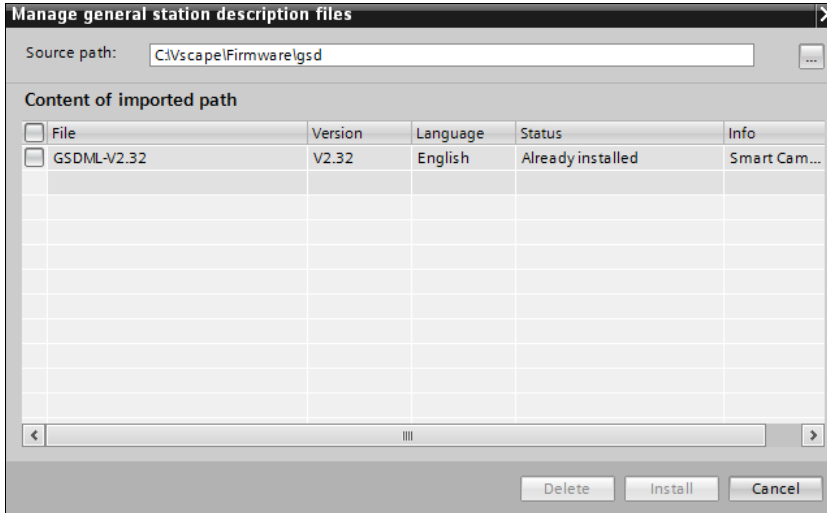 Manage general station description files
Source path: C:\Vscape\Firmware\gsd ...
Content of imported path
File Version Language Status Info
GSDML-V2.32 V2.32 English Already installed Smart Cam...
Delete Install Cancel